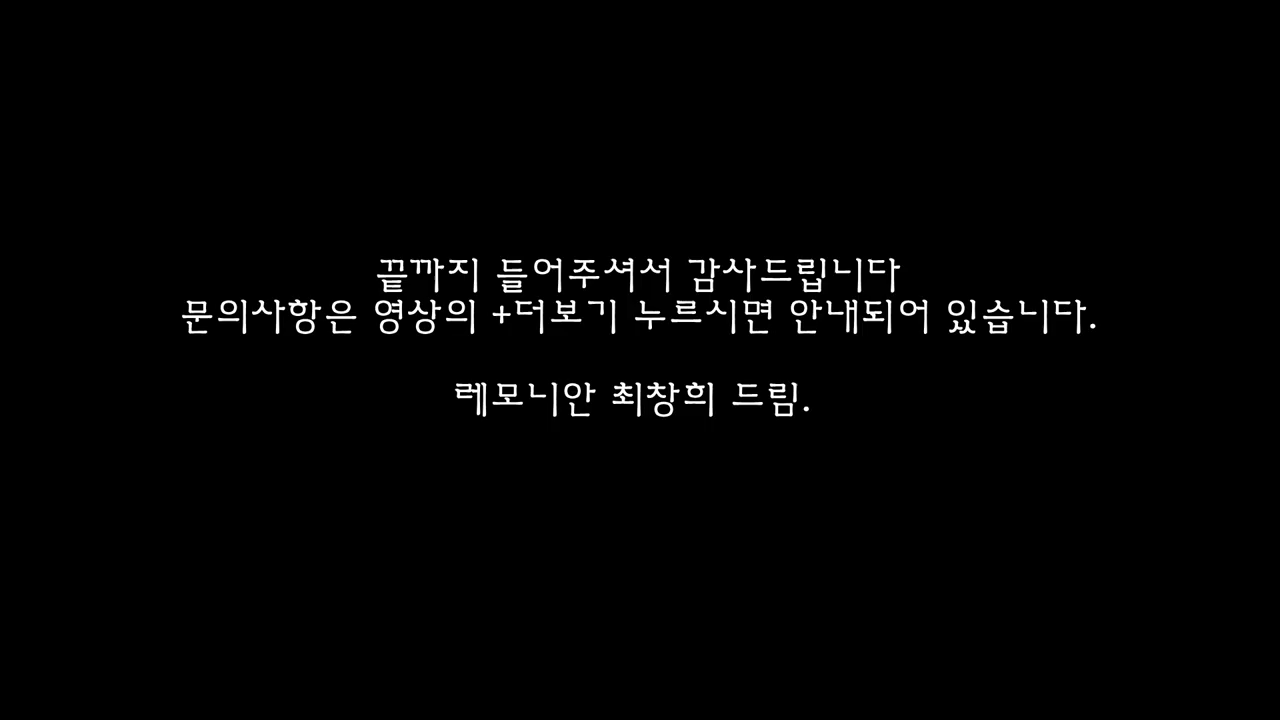 끝까지 들어주셔서 감사드립니다
문의사항은 영상의 +더보기 누르시면 안내되어 있습니다.
레모니안 최창희 드림.